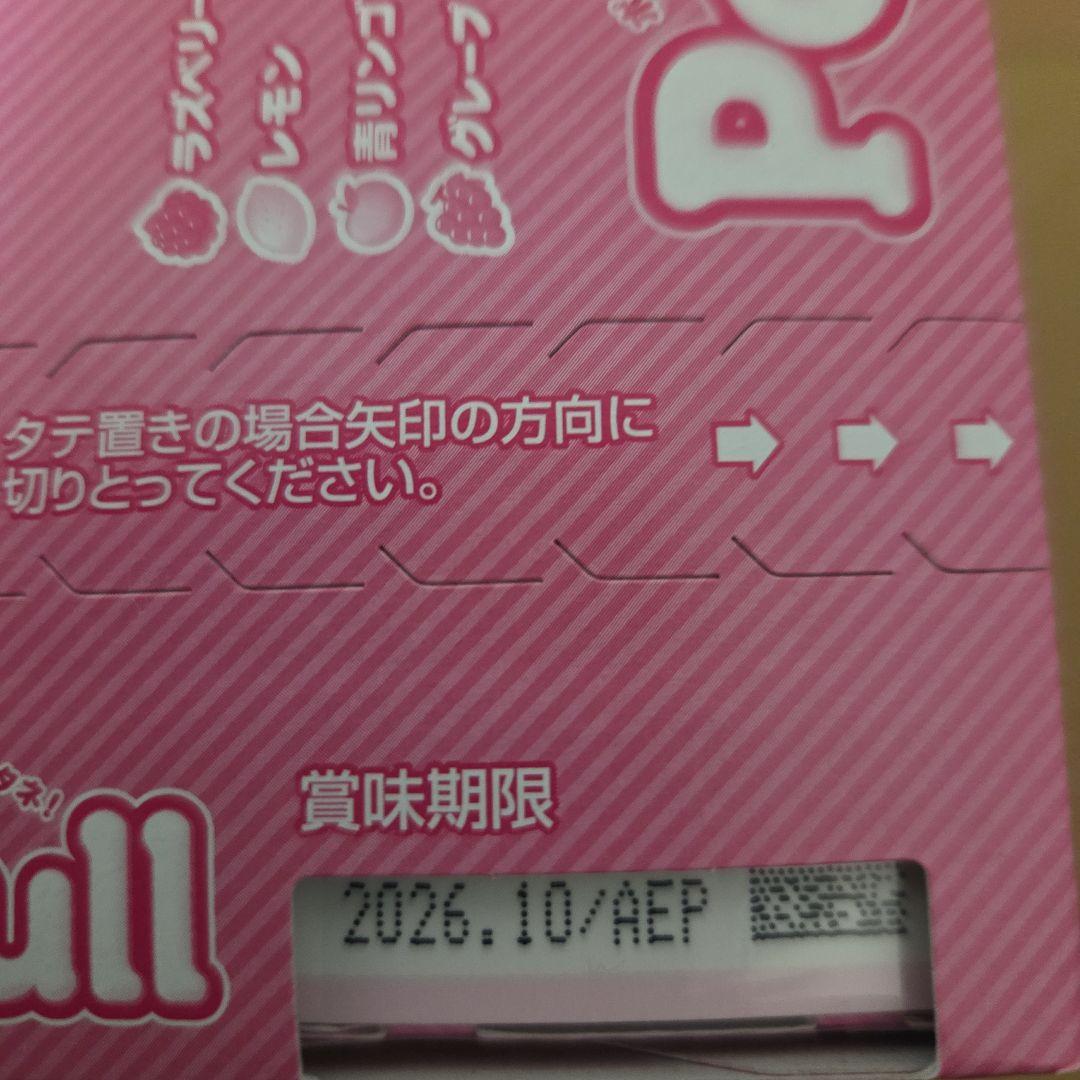 ラズベリー
レモン
青リンゴ
グレープ
タテ置きの場合矢印の方向に
切りとってください。
賞味期限
2026.10/AEP